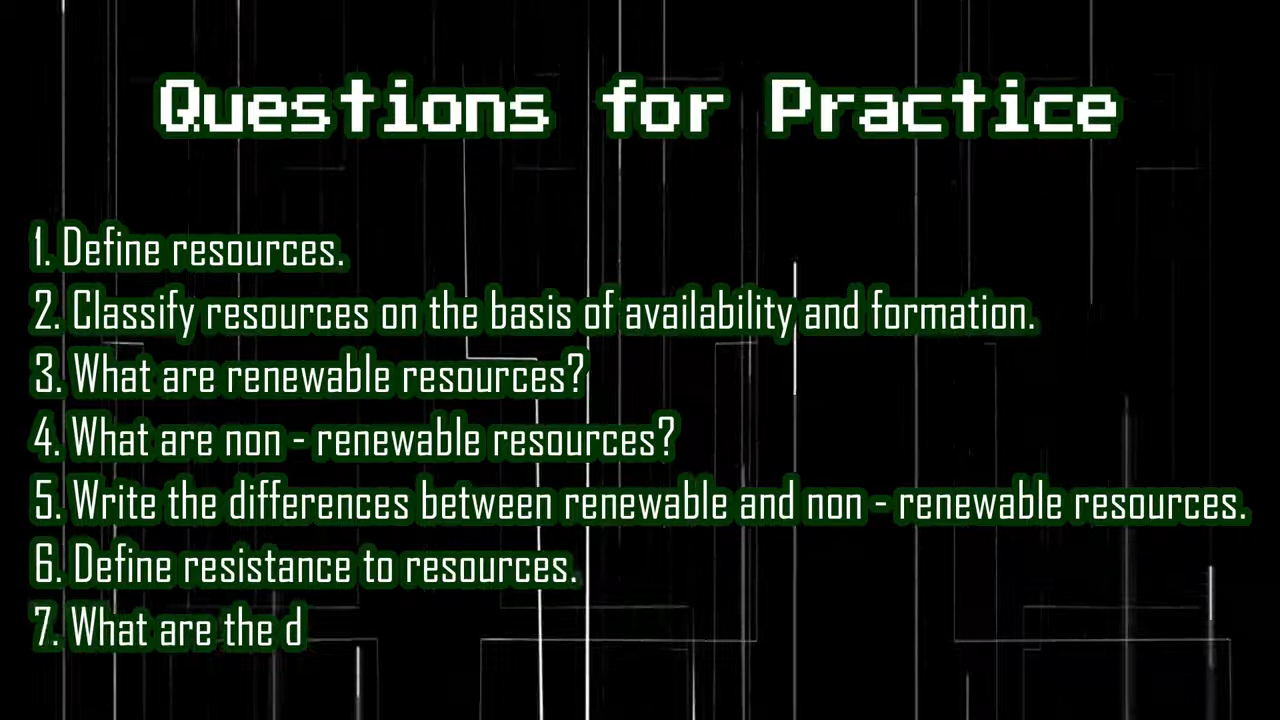 Questions for Practice
1. Define resources.
2. Classify resources on the basis of availability and formation.
3. What are renewable resources?
4. What are non - renewable resources?
5. Write the differences between renewable and non - renewable resources.
6. Define resistance to resources.
7. What are the d